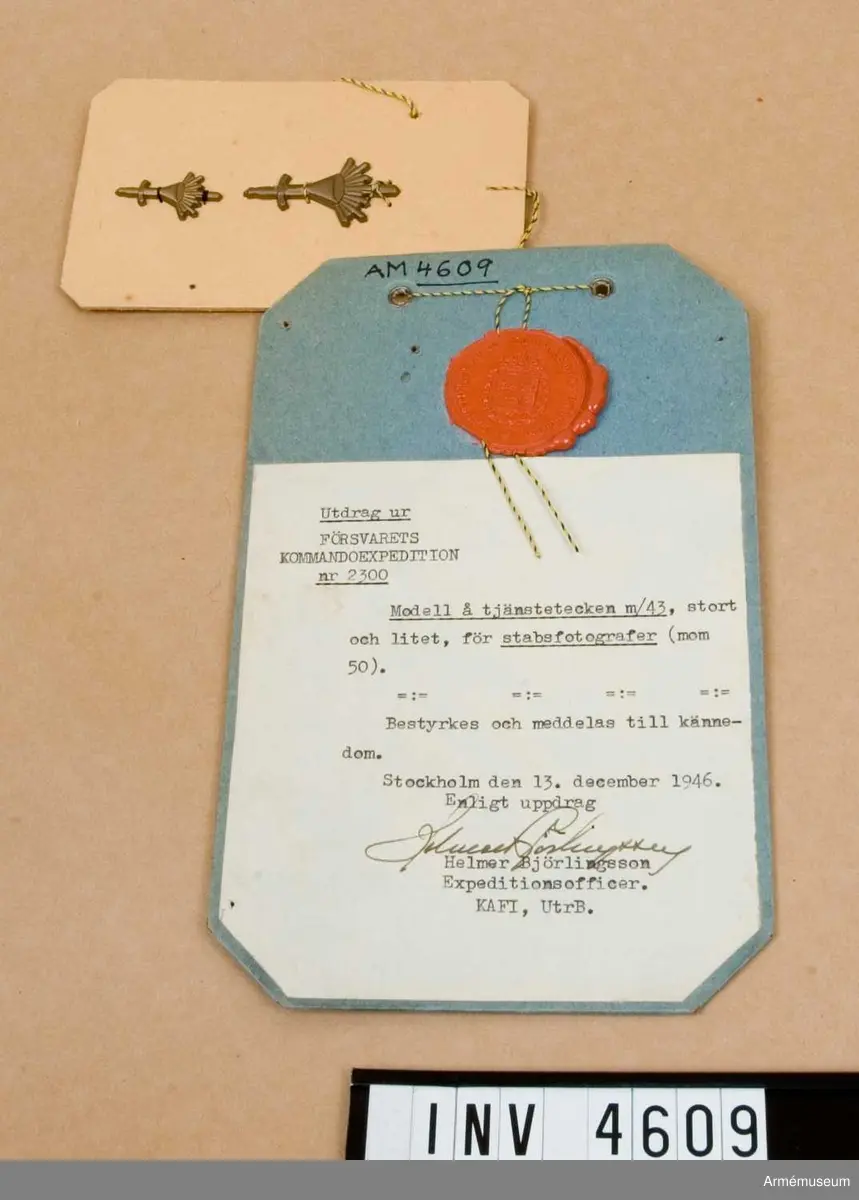 AM 4609
Utdrag ur
FÖRSVARETS
KOMMANDOEXPEDITION
nr 2300
Modell å tjänstetecken m/43, stort
och litet, för stabsfotografer (mom
50).
=:= =:= =:= =:=
Bestyrkes och meddelas till känne-
dom.
Stockholm den 13. december 1946.
Enligt uppdrag
Helmer Björlingsson
Helmer Björlingsson
Expeditionsofficer.
KAFI, UtrB.
INV 4609
Armémuseum